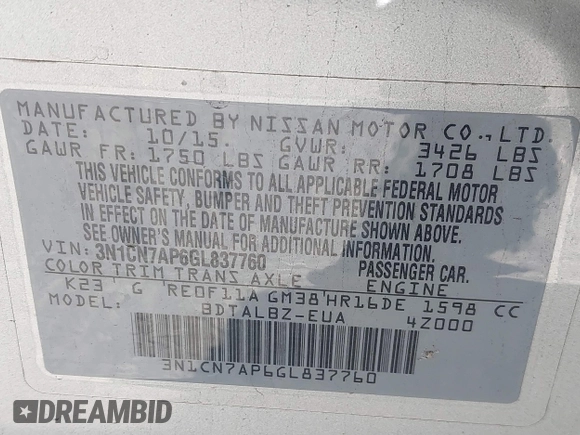 MANUFACTURED BY NISSAN MOTOR CO., LTD.
DATE: 10/15. GVWR: 3426 LBS
GAWR FR: 1750 LBS GAWR RR: 1708 LBS
THIS VEHICLE CONFORMS TO ALL APPLICABLE FEDERAL MOTOR
VEHICLE SAFETY, BUMPER AND THEFT PREVENTION STANDARDS
IN EFFECT ON THE DATE OF MANUFACTURE SHOWN ABOVE.
SEE OWNER'S MANUAL FOR ADDITIONAL INFORMATION.
VIN: 3N1CN7AP6GL837760 PASSENGER CAR.
COLOR TRIM TRANS AXLE ENGINE
K23 G RE0F11A GM38 HR16DE 1598 CC
MODEL: BDTALBZ-EUA 4Z000
3N1CN7AP6GL837760
DREAMBID